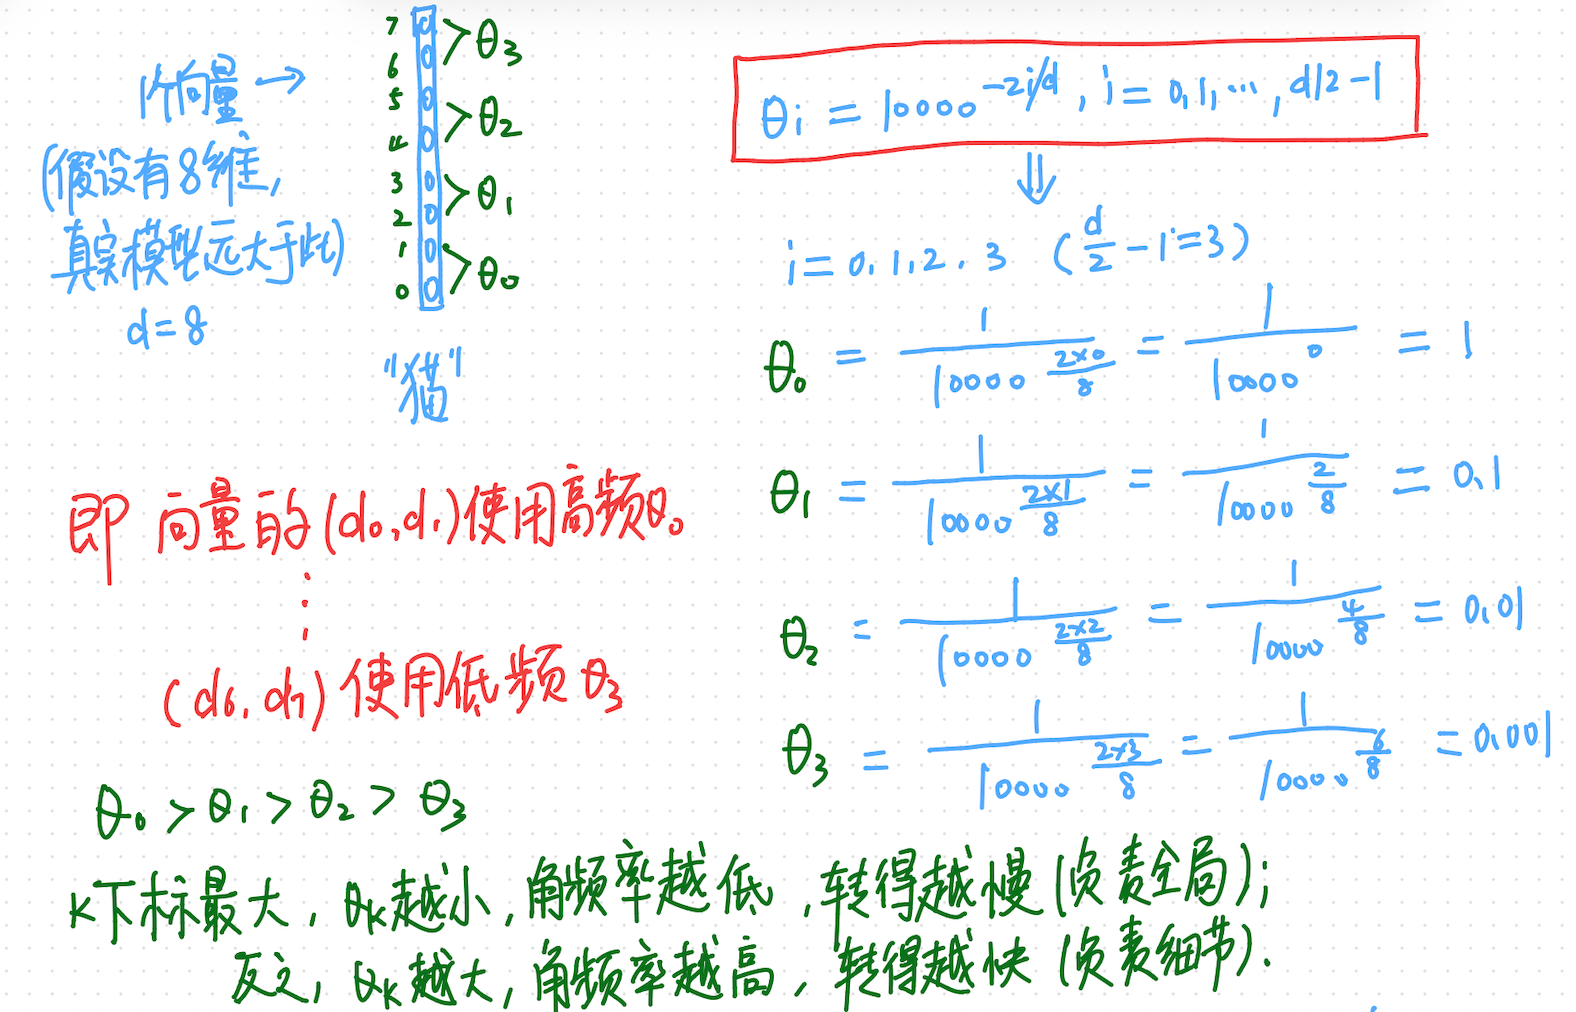 1个向量 →
(假设有8维,
真实模型远大于此)
d=8
7
6
5
4
3
2
1
0
>θ₃
>θ₂
>θ₁
>θ₀
"猫"
即 向量的(d₀,d₁)使用高频θ₀
⋮
(d₆,d₇)使用低频θ₃
θ₀ > θ₁ > θ₂ > θ₃
θi = 10000^(-2i/d), i = 0,1,…,d/2-1
⇓
i = 0,1,2,3 (d/2 - 1 = 3)
θ₀ = 1/10000^(2×0/8) = 1/10000^0 = 1
θ₁ = 1/10000^(2×1/8) = 1/10000^(2/8) = 0.1
θ₂ = 1/10000^(2×2/8) = 1/10000^(4/8) = 0.01
θ₃ = 1/10000^(2×3/8) = 1/10000^(6/8) = 0.001
K下标最大, θk越小, 角频率越低, 转得越慢(负责全局);
反之, θk越大, 角频率越高, 转得越快(负责细节).